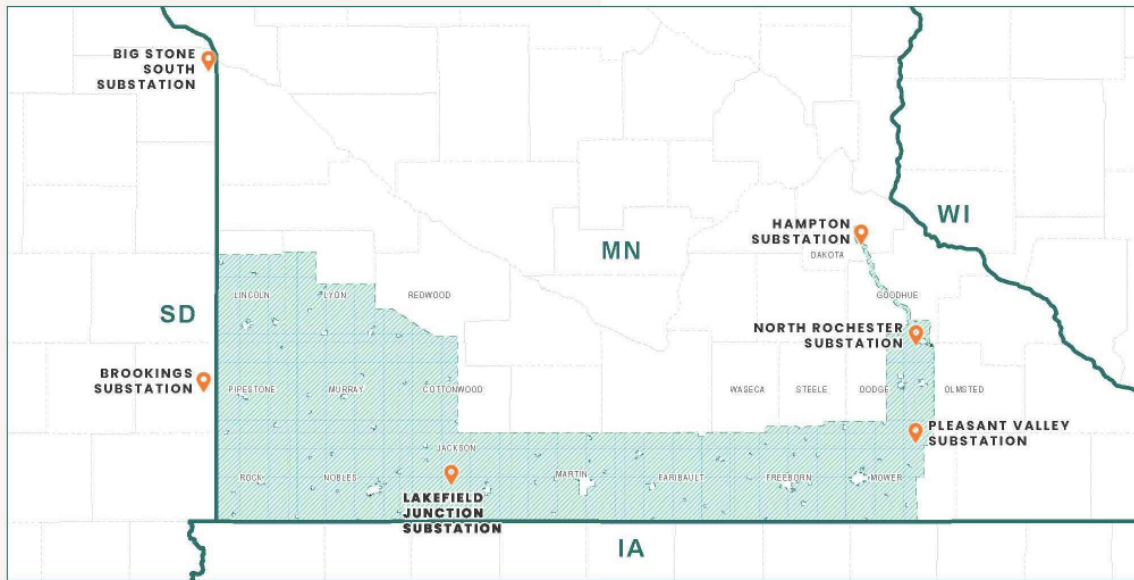 BIG STONE
SOUTH
SUBSTATION
WI
HAMPTON
SUBSTATION
MN
DAKOTA
LINCOLN
LYON
REDWOOD
GOODHUE
SD
NORTH ROCHESTER
SUBSTATION
BROOKINGS
SUBSTATION
PIPESTONE
MURRAY
COTTONWOOD
WASECA
STEELE
DODGE
OLMSTED
PLEASANT VALLEY
SUBSTATION
JACKSON
ROCK
NOBLES
MARTIN
FARIBAULT
FREEBORN
MOWER
LAKEFIELD
JUNCTION
SUBSTATION
IA